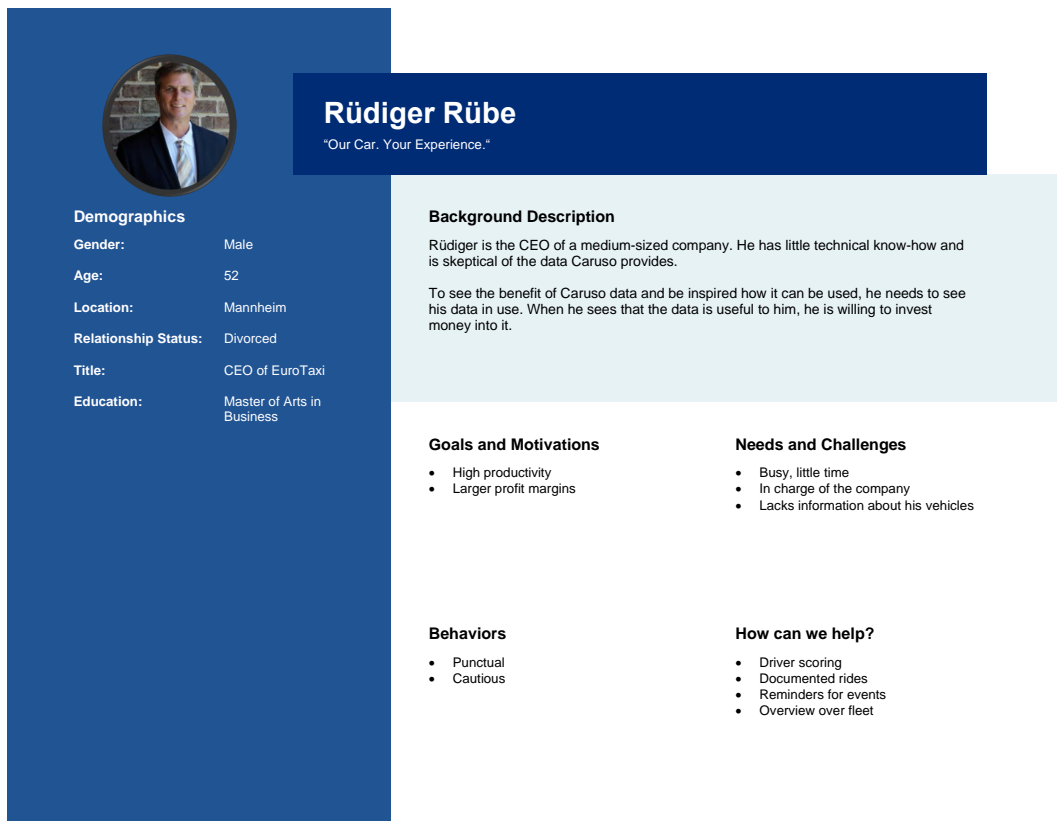 Rüdiger Rübe
“Our Car. Your Experience.“
Demographics
Gender: Male
Age: 52
Location: Mannheim
Relationship Status: Divorced
Title: CEO of EuroTaxi
Education: Master of Arts in
Business
Background Description
Rüdiger is the CEO of a medium-sized company. He has little technical know-how and
is skeptical of the data Caruso provides.
To see the benefit of Caruso data and be inspired how it can be used, he needs to see
his data in use. When he sees that the data is useful to him, he is willing to invest
money into it.
Goals and Motivations
• High productivity
• Larger profit margins
Needs and Challenges
• Busy, little time
• In charge of the company
• Lacks information about his vehicles
Behaviors
• Punctual
• Cautious
How can we help?
• Driver scoring
• Documented rides
• Reminders for events
• Overview over fleet